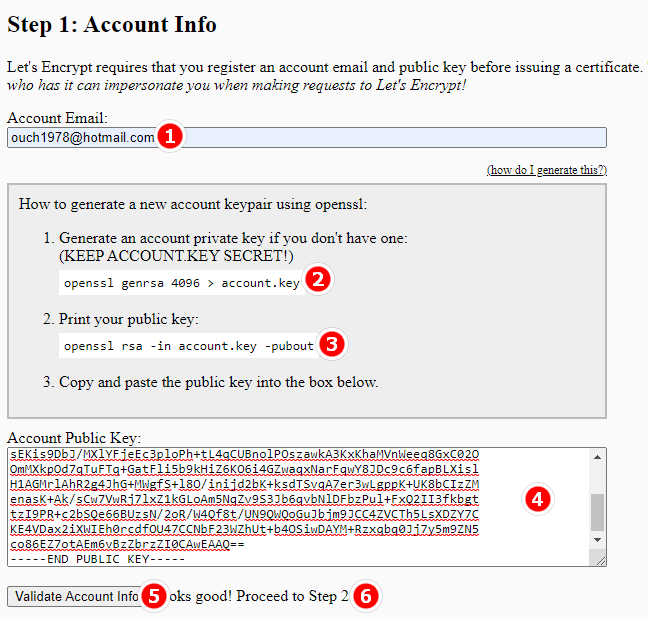 Step 1: Account Info
Let's Encrypt requires that you register an account email and public key before issuing a certificate.
who has it can impersonate you when making requests to Let's Encrypt!
Account Email:
ouch1978@hotmail.com 1
(how do I generate this?)
How to generate a new account keypair using openssl:
1. Generate an account private key if you don't have one:
(KEEP ACCOUNT.KEY SECRET!)
openssl genrsa 4096 > account.key 2
2. Print your public key:
openssl rsa -in account.key -pubout 3
3. Copy and paste the public key into the box below.
Account Public Key:
sEKis9DbJ/MXlYFjeEc3ploPh+tL4qCUBnolPOszawkA3KxKhaMVnWeeq8GxC02O
OmMXkpOd7qTuFTq+GatFli5b9kHiZ6KO6i4GZwaqxNarFqwY8JDc9c6fapBLXisl
H1AGMrlAhR2g4JhG+MWgfS+l8O/inijd2bK+ksdTSvqA7er3wLgppK+UK8bCIzZM
enasK+Ak/sCw7VwRj7lxZ1kGLoAm5NqZv9S3Jb6qvbNlDFbzPul+FxQ2II3fkbgt
tzI9PR+c2bSQe66BUzsN/2oR/W4Qf8t/UN9QWQoGuJbjm9JCC4ZVCTh5LsXDZY7C
KE4VDax2iXWIEh0rcdfOU47CCNbF23WZhUt+b4OSiwDAYM+Rzxqbq0Jj7y5m9ZN5
co86EZ7otAEm6vBzZbrzZI0CAwEAAQ==
-----END PUBLIC KEY-----
4
Validate Account Info 5 oks good! Proceed to Step 2 6